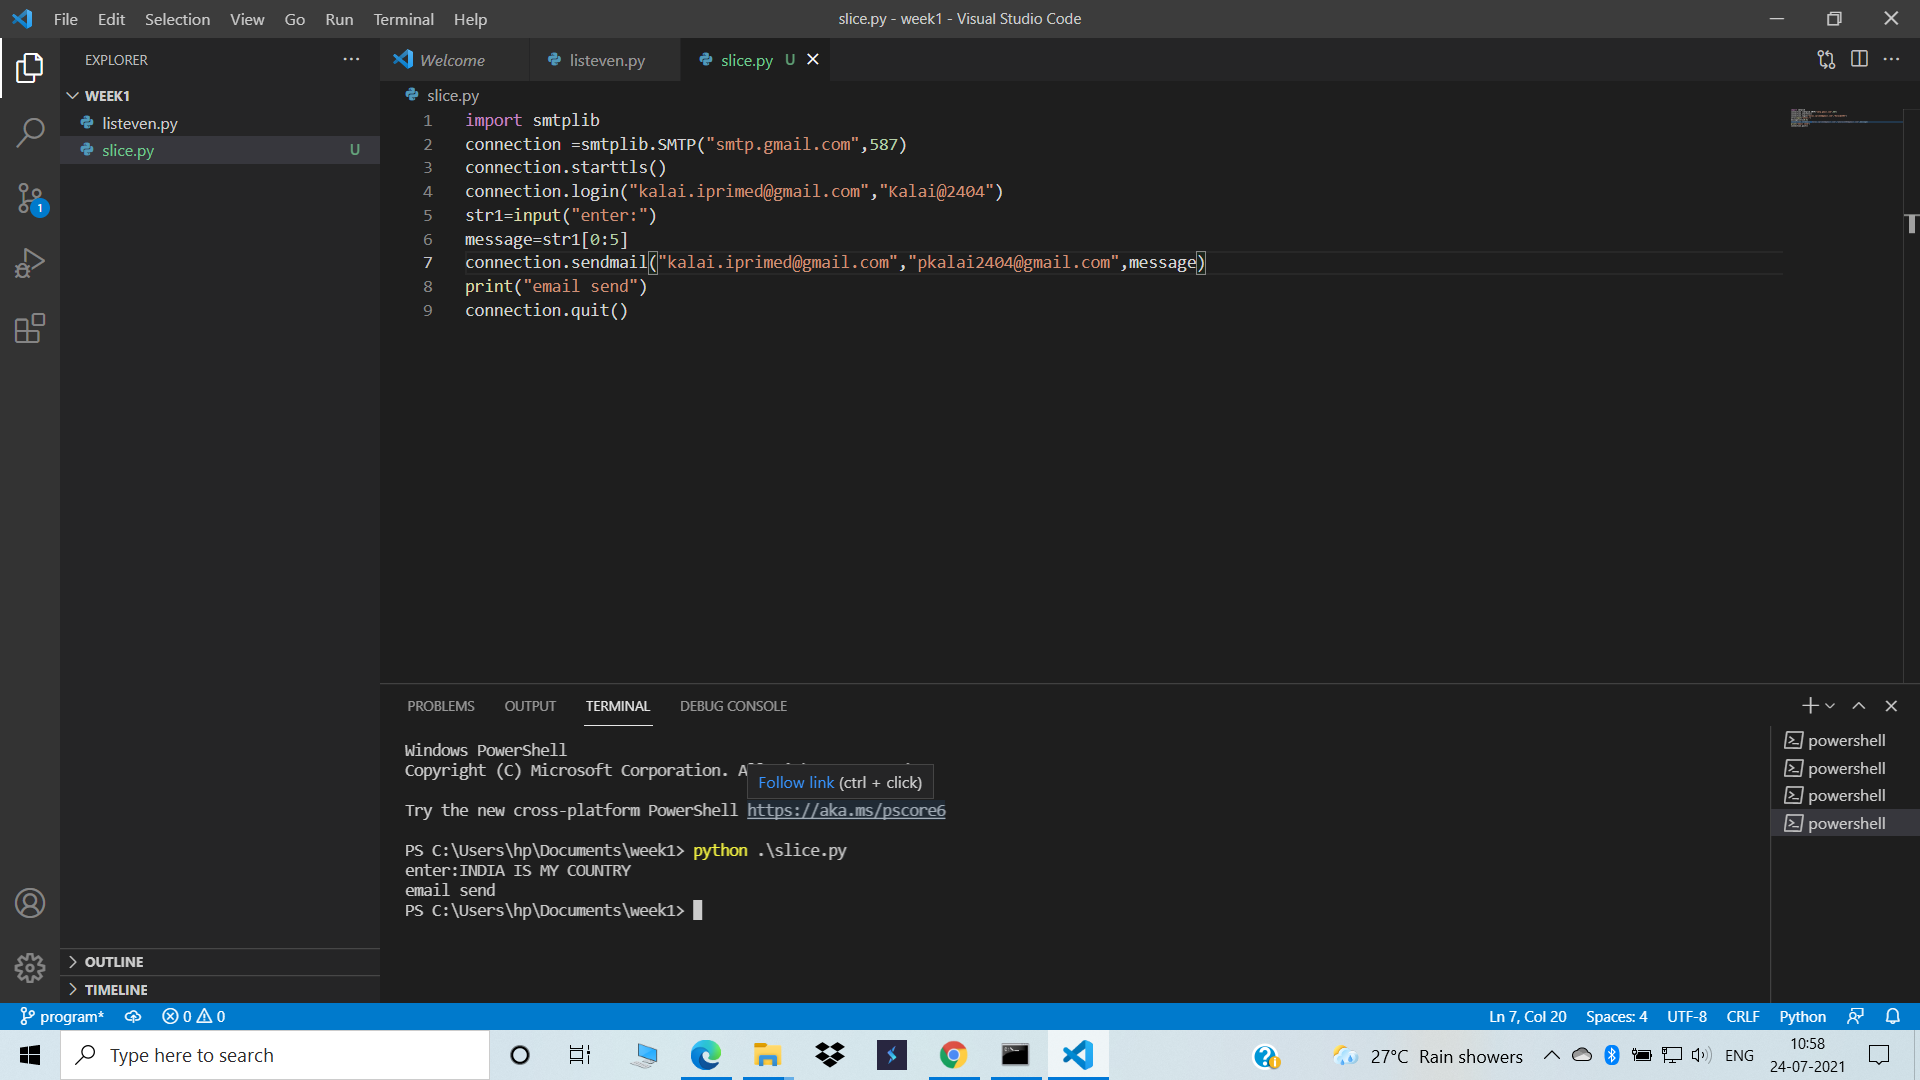 File Edit Selection View Go Run Terminal Help
slice.py - week1 - Visual Studio Code
EXPLORER
Welcome
listeven.py
slice.py U
WEEK1
listeven.py
slice.py U
1
slice.py
1 import smtplib
2 connection =smtplib.SMTP("smtp.gmail.com",587)
3 connection.starttls()
4 connection.login("kalai.iprimed@gmail.com","Kalai@2404")
5 str1=input("enter:")
6 message=str1[0:5]
7 connection.sendmail("kalai.iprimed@gmail.com","pkalai2404@gmail.com",message)
8 print("email send")
9 connection.quit()
PROBLEMS OUTPUT TERMINAL DEBUG CONSOLE
Windows PowerShell
Copyright (C) Microsoft Corporation.
Follow link (ctrl + click)
Try the new cross-platform PowerShell https://aka.ms/pscore6
PS C:\Users\hp\Documents\week1> python .\slice.py
enter:INDIA IS MY COUNTRY
email send
PS C:\Users\hp\Documents\week1>
powershell
powershell
powershell
powershell
OUTLINE
TIMELINE
program* 0 0
Ln 7, Col 20 Spaces: 4 UTF-8 CRLF Python
Type here to search
27°C Rain showers
ENG
10:58
24-07-2021